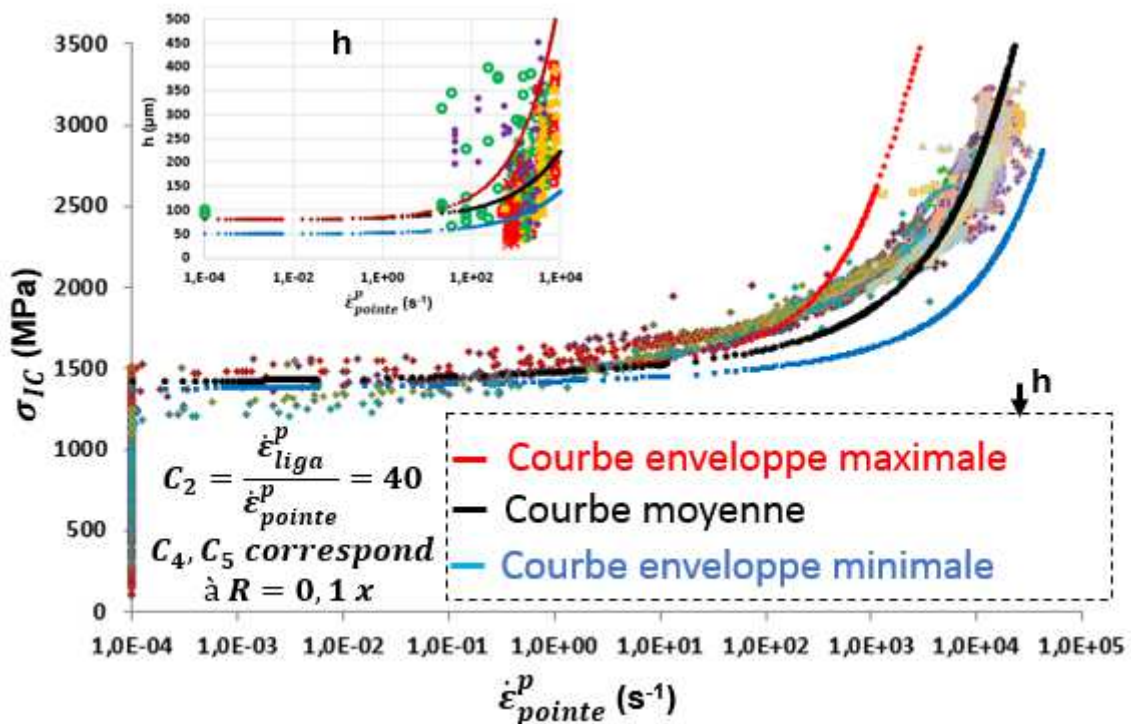 h
500
450
400
350
300
250
200
150
100
50
0
h (µm)
1,E-04 1,E-02 1,E+00 1,E+02 1,E+04
ε̇ᵖpointe (s⁻¹)
3500
3000
2500
2000
1500
1000
500
0
σIC (MPa)
h
C₂ = ε̇ᵖliga / ε̇ᵖpointe = 40
C₄, C₅ correspond
à R = 0, 1 x
Courbe enveloppe maximale
Courbe moyenne
Courbe enveloppe minimale
1,0E-04 1,0E-03 1,0E-02 1,0E-01 1,0E+00 1,0E+01 1,0E+02 1,0E+03 1,0E+04 1,0E+05
ε̇ᵖpointe (s⁻¹)